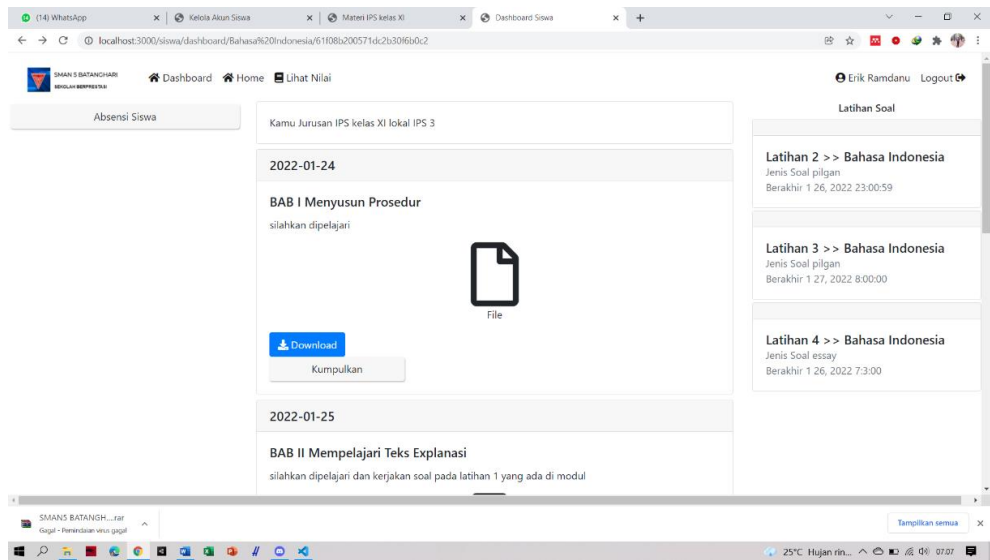 (14) WhatsApp
Kelola Akun Siswa
Materi IPS kelas XI
Dashboard Siswa
localhost:3000/siswa/dashboard/Bahasa%20Indonesia/61f08b200571dc2b30f6b0c2
SMAN 5 BATANGHARI
SEKOLAH BERPRESTASI
Dashboard
Home
Lihat Nilai
Erik Ramdanu
Logout
Absensi Siswa
Kamu Jurusan IPS kelas XI lokal IPS 3
2022-01-24
BAB I Menyusun Prosedur
silahkan dipelajari
File
Download
Kumpulkan
2022-01-25
BAB II Mempelajari Teks Explanasi
silahkan dipelajari dan kerjakan soal pada latihan 1 yang ada di modul
Latihan Soal
Latihan 2 >> Bahasa Indonesia
Jenis Soal pilgan
Berakhir 1 26, 2022 23:00:59
Latihan 3 >> Bahasa Indonesia
Jenis Soal pilgan
Berakhir 1 27, 2022 8:00:00
Latihan 4 >> Bahasa Indonesia
Jenis Soal essay
Berakhir 1 26, 2022 7:3:00
SMAN5 BATANGH....rar
Gagal - Pemindaian virus gagal
Tampilkan semua
25°C Hujan rin...
07.07